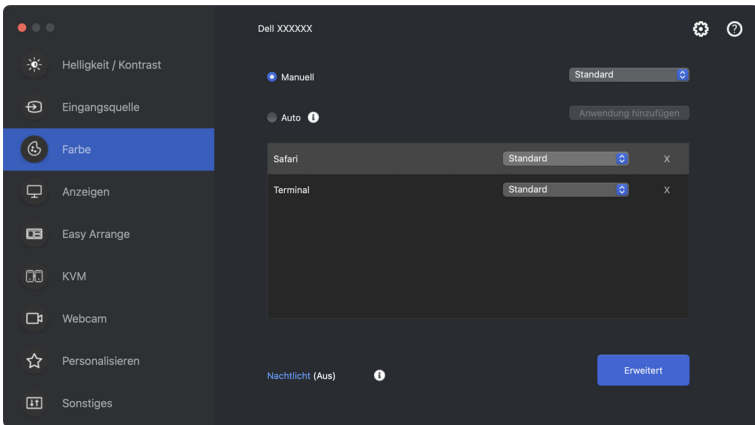 Dell XXXXXX
Helligkeit / Kontrast
Eingangsquelle
Farbe
Anzeigen
Easy Arrange
KVM
Webcam
Personalisieren
Sonstiges
Manuell
Standard
Auto
Anwendung hinzufügen
Safari Standard X
Terminal Standard X
Nachtlicht (Aus)
Erweitert